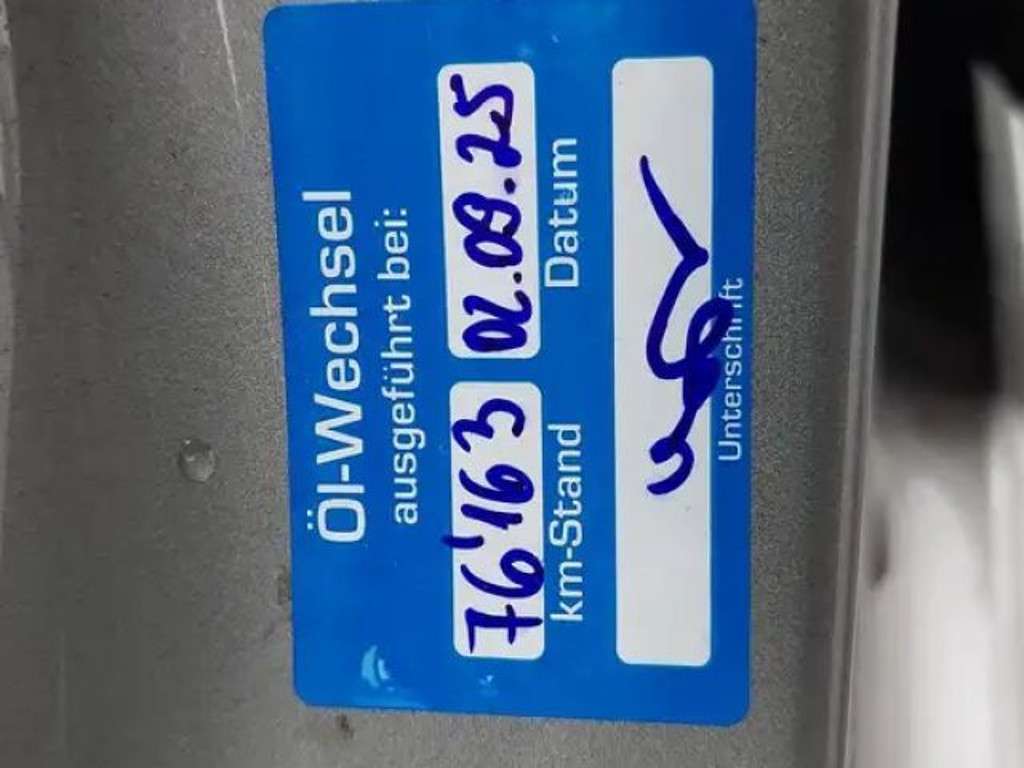 Öl-Wechsel
ausgeführt bei:
76,163 02.09.25
km-Stand Datum
Unterschrift